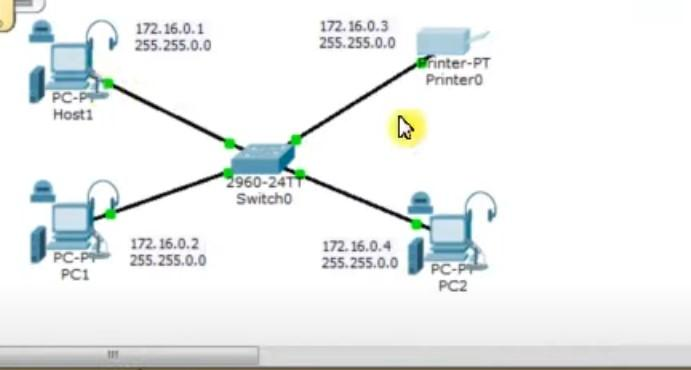 172.16.0.1
255.255.0.0
PC-PT
Host1
172.16.0.3
255.255.0.0
Printer-PT
Printer0
2960-24TT
Switch0
PC-PT
PC1
172.16.0.2
255.255.0.0
172.16.0.4
255.255.0.0
PC-PT
PC2